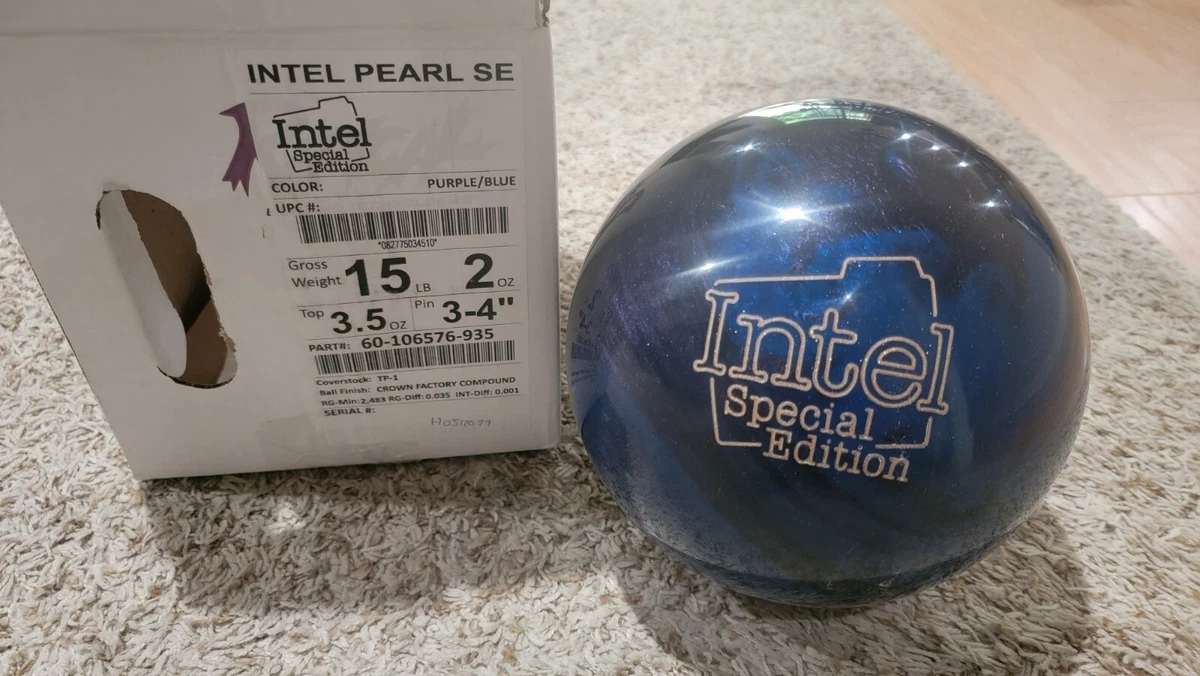 INTEL PEARL SE
Intel
Special
Edition
COLOR: PURPLE/BLUE
UPC #:
*082775034510*
Gross Weight 15 LB 2 OZ
Top 3.5 OZ Pin 3-4"
PART#: 60-106576-935
Coverstock: TP-1
Ball Finish: CROWN FACTORY COMPOUND
RG-Min:2.483 RG-Diff: 0.035 INT-Diff: 0.001
SERIAL #:
Intel
Special
Edition